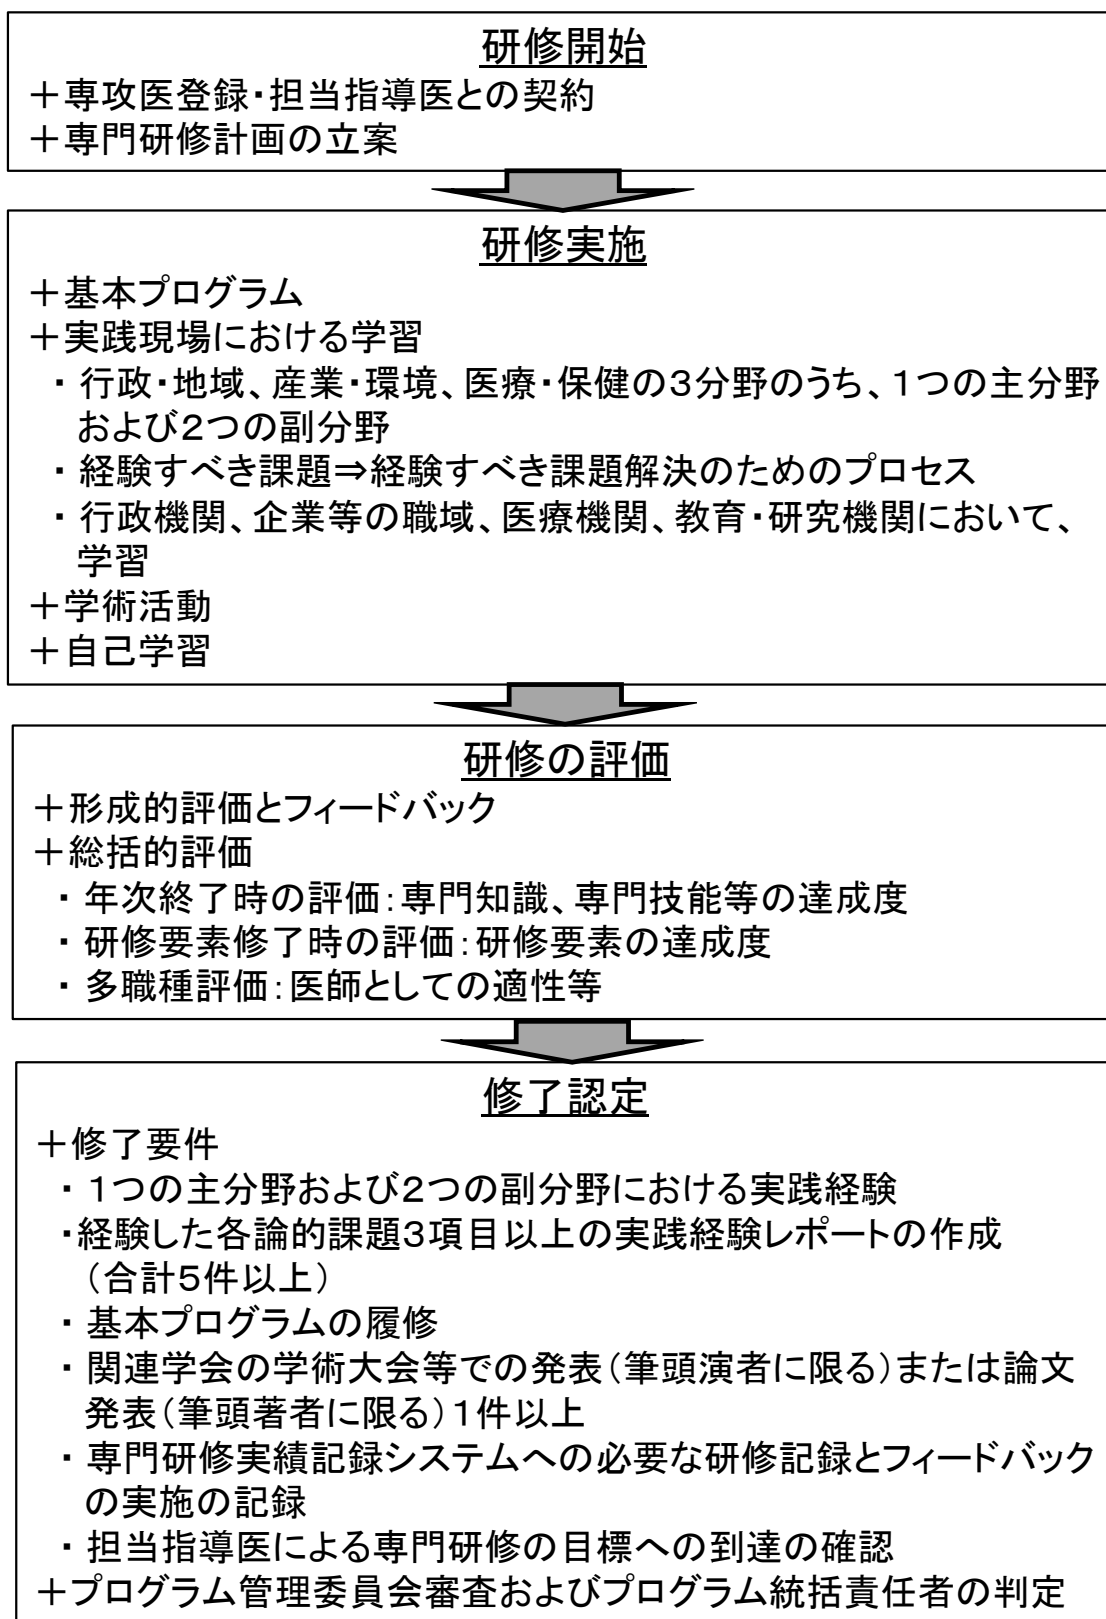 研修開始
＋専攻医登録・担当指導医との契約
＋専門研修計画の立案
研修実施
＋基本プログラム
＋実践現場における学習
・行政・地域、産業・環境、医療・保健の３分野のうち、１つの主分野
および２つの副分野
・経験すべき課題⇒経験すべき課題解決のためのプロセス
・行政機関、企業等の職域、医療機関、教育・研究機関において、
学習
＋学術活動
＋自己学習
研修の評価
＋形成的評価とフィードバック
＋総括的評価
・年次終了時の評価：専門知識、専門技能等の達成度
・研修要素修了時の評価：研修要素の達成度
・多職種評価：医師としての適性等
修了認定
＋修了要件
・１つの主分野および２つの副分野における実践経験
・経験した各論的課題３項目以上の実践経験レポートの作成
（合計５件以上）
・基本プログラムの履修
・関連学会の学術大会等での発表（筆頭演者に限る）または論文
発表（筆頭著者に限る）１件以上
・専門研修実績記録システムへの必要な研修記録とフィードバック
の実施の記録
・担当指導医による専門研修の目標への到達の確認
＋プログラム管理委員会審査およびプログラム統括責任者の判定